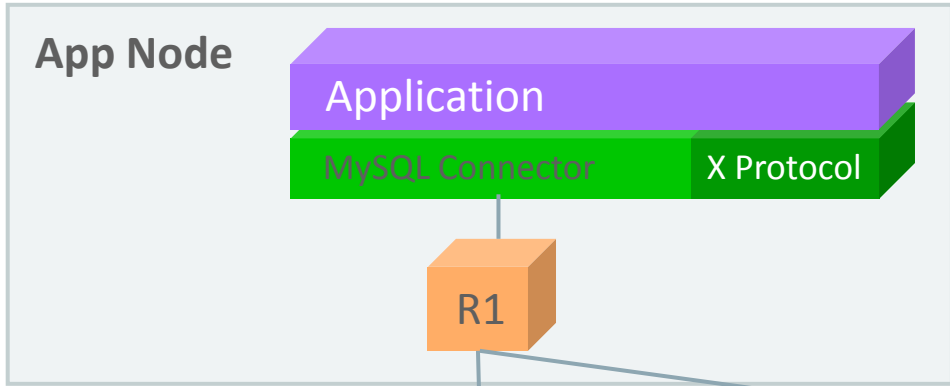 App Node
Application
MySQL Connector
X Protocol
R1